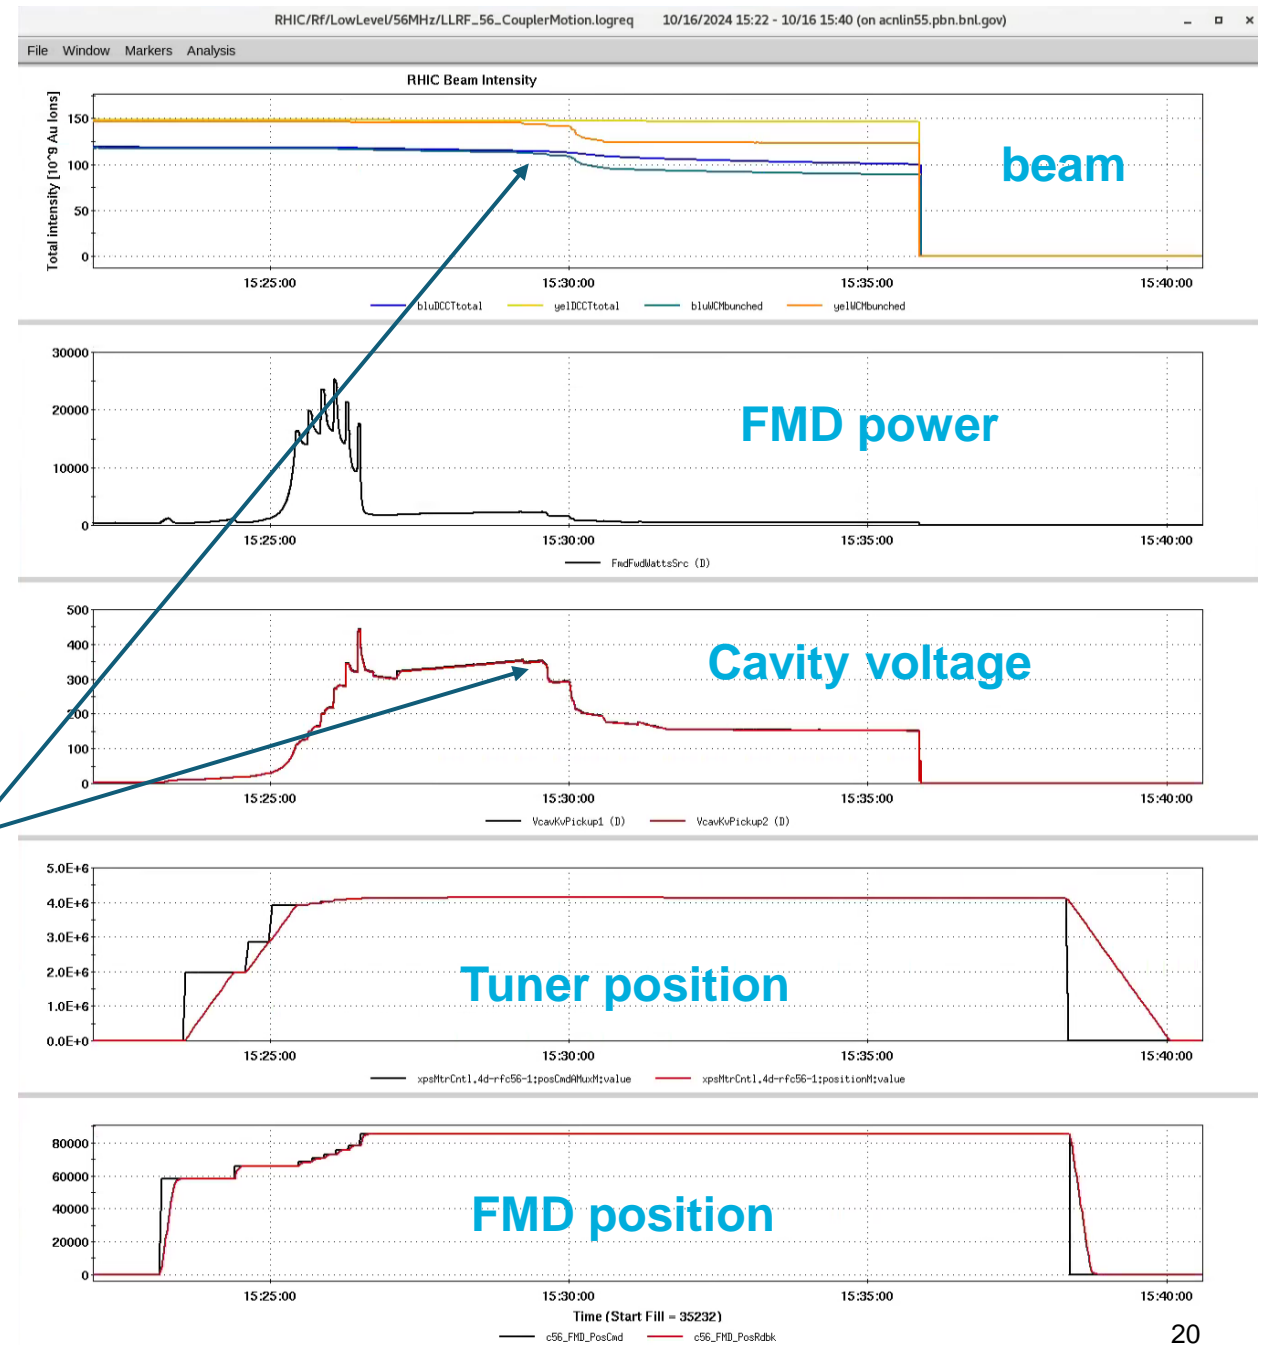 RHIC/Rf/LowLevel/56MHz/LLRF_56_CouplerMotion.logreq 10/16/2024 15:22 - 10/16 15:40 (on acnlin55.pbn.bnl.gov)
File Window Markers Analysis
RHIC Beam Intensity
Total intensity [10^9 Au Ions]
150
100
50
0
beam
15:25:00 15:30:00 15:35:00 15:40:00
bluDCCTtotal yelDCCTtotal bluWCMbunched yelWCMbunched
30000
20000
10000
0
FMD power
15:25:00 15:30:00 15:35:00 15:40:00
FmdFwdWattsSrc (D)
500
400
300
200
100
0
Cavity voltage
15:25:00 15:30:00 15:35:00 15:40:00
VcavKvPickup1 (D) VcavKvPickup2 (D)
5.0E+6
4.0E+6
3.0E+6
2.0E+6
1.0E+6
0.0E+0
Tuner position
15:25:00 15:30:00 15:35:00 15:40:00
xpsMtrCntl.4d-rfc56-1:posCmdAMuxM:value xpsMtrCntl.4d-rfc56-1:positionM:value
80000
60000
40000
20000
0
FMD position
15:25:00 15:30:00 15:35:00 15:40:00
Time (Start Fill = 35232)
c56_FMD_PosCmd c56_FMD_PosRdbk
20